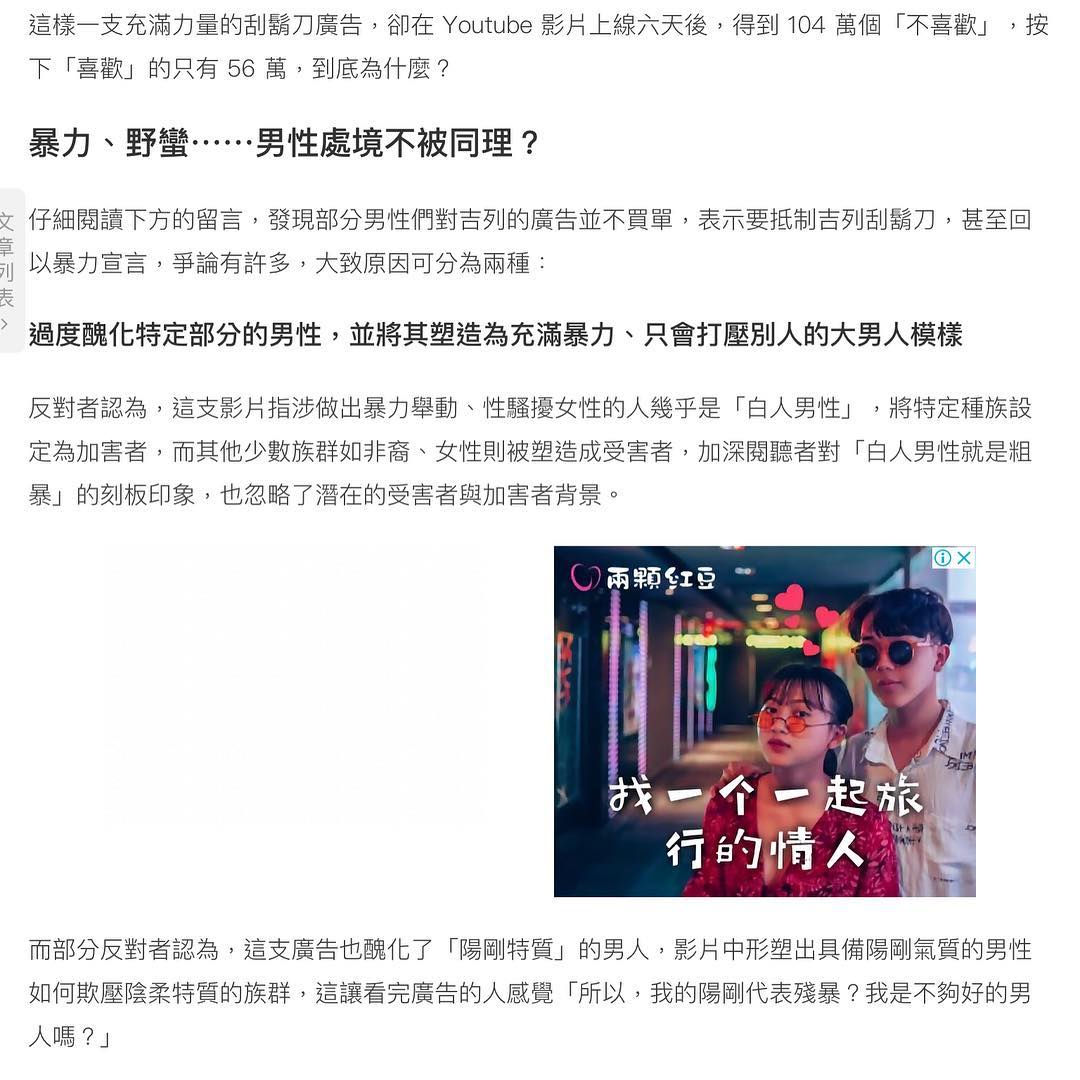 這樣一支充滿力量的刮鬍刀廣告，卻在 Youtube 影片上線六天後，得到 104 萬個「不喜歡」，按
下「喜歡」的只有 56 萬，到底為什麼？
暴力、野蠻……男性處境不被同理？
仔細閱讀下方的留言，發現部分男性們對吉列的廣告並不買單，表示要抵制吉列刮鬍刀，甚至回
以暴力宣言，爭論有許多，大致原因可分為兩種：
文章列表 >
過度醜化特定部分的男性，並將其塑造為充滿暴力、只會打壓別人的大男人模樣
反對者認為，這支影片指涉做出暴力舉動、性騷擾女性的人幾乎是「白人男性」，將特定種族設
定為加害者，而其他少數族群如非裔、女性則被塑造成受害者，加深閱聽者對「白人男性就是粗
暴」的刻板印象，也忽略了潛在的受害者與加害者背景。
兩顆紅豆
找一个一起旅
行的情人
而部分反對者認為，這支廣告也醜化了「陽剛特質」的男人，影片中形塑出具備陽剛氣質的男性
如何欺壓陰柔特質的族群，這讓看完廣告的人感覺「所以，我的陽剛代表殘暴？我是不夠好的男
人嗎？」